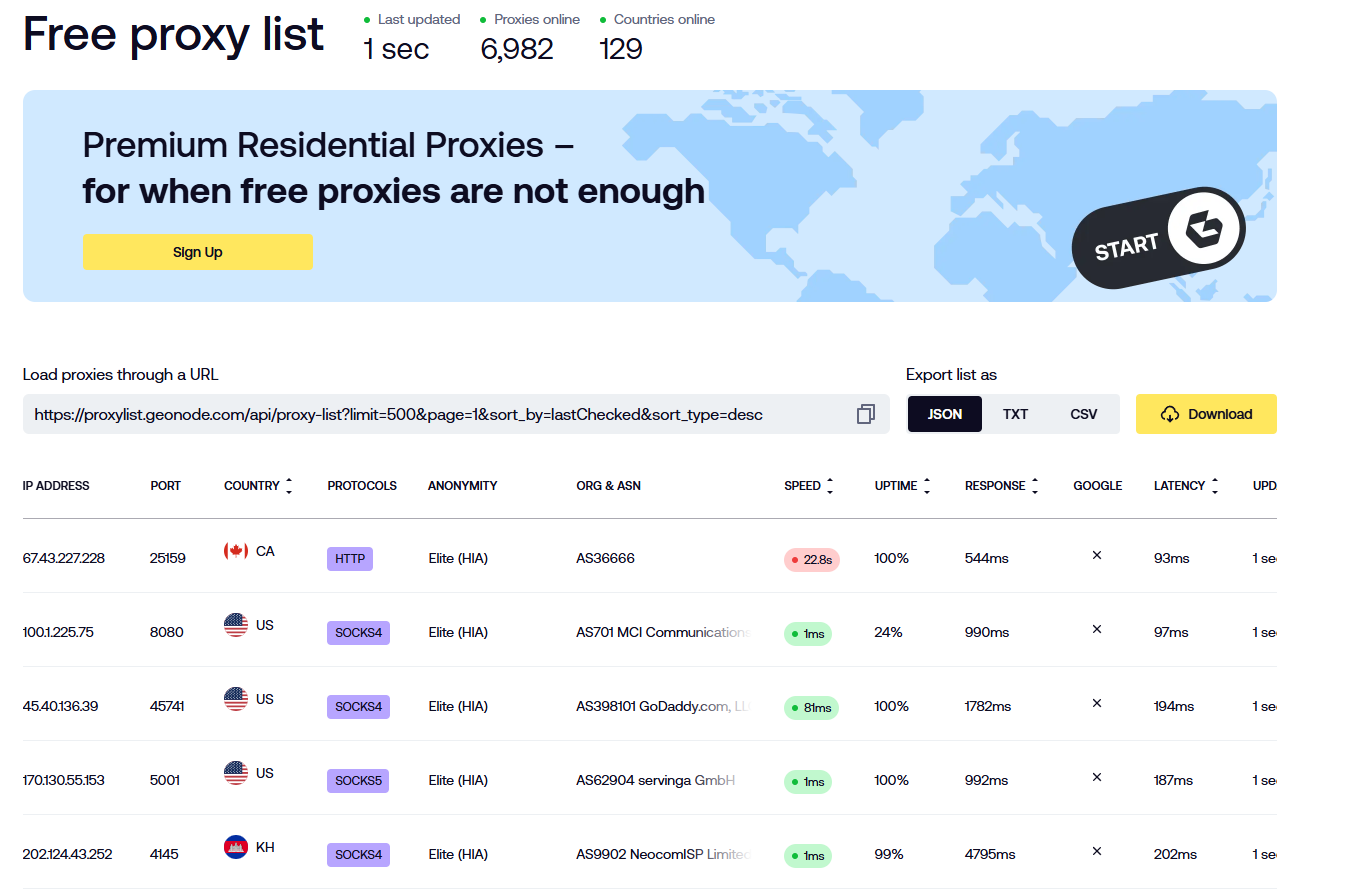 Free proxy list
Last updated Proxies online Countries online
1 sec 6,982 129
Premium Residential Proxies –
for when free proxies are not enough
Sign Up
START
Load proxies through a URL
Export list as
https://proxylist.geonode.com/api/proxy-list?limit=500&page=1&sort_by=lastChecked&sort_type=desc
JSON TXT CSV Download
IP ADDRESS PORT COUNTRY PROTOCOLS ANONYMITY ORG & ASN SPEED UPTIME RESPONSE GOOGLE LATENCY UPD
67.43.227.228 25159 CA HTTP Elite (HIA) AS36666 22.8s 100% 544ms × 93ms 1 se
100.1.225.75 8080 US SOCKS4 Elite (HIA) AS701 MCI Communications 1ms 24% 990ms × 97ms 1 se
45.40.136.39 45741 US SOCKS4 Elite (HIA) AS398101 GoDaddy.com, LL 81ms 100% 1782ms × 194ms 1 se
170.130.55.153 5001 US SOCKS5 Elite (HIA) AS62904 servinga GmbH 1ms 100% 992ms × 187ms 1 se
202.124.43.252 4145 KH SOCKS4 Elite (HIA) AS9902 NeocomISP Limited 1ms 99% 4795ms × 202ms 1 se